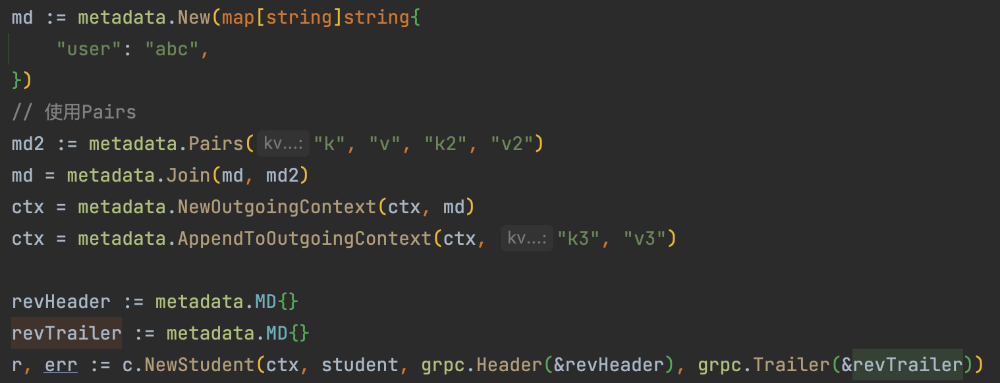 md := metadata.New(map[string]string{
    "user": "abc",
})
// 使用Pairs
md2 := metadata.Pairs( kv...: "k", "v", "k2", "v2")
md = metadata.Join(md, md2)
ctx = metadata.NewOutgoingContext(ctx, md)
ctx = metadata.AppendToOutgoingContext(ctx, kv...: "k3", "v3")
revHeader := metadata.MD{}
revTrailer := metadata.MD{}
r, err := c.NewStudent(ctx, student, grpc.Header(&revHeader), grpc.Trailer(&revTrailer))